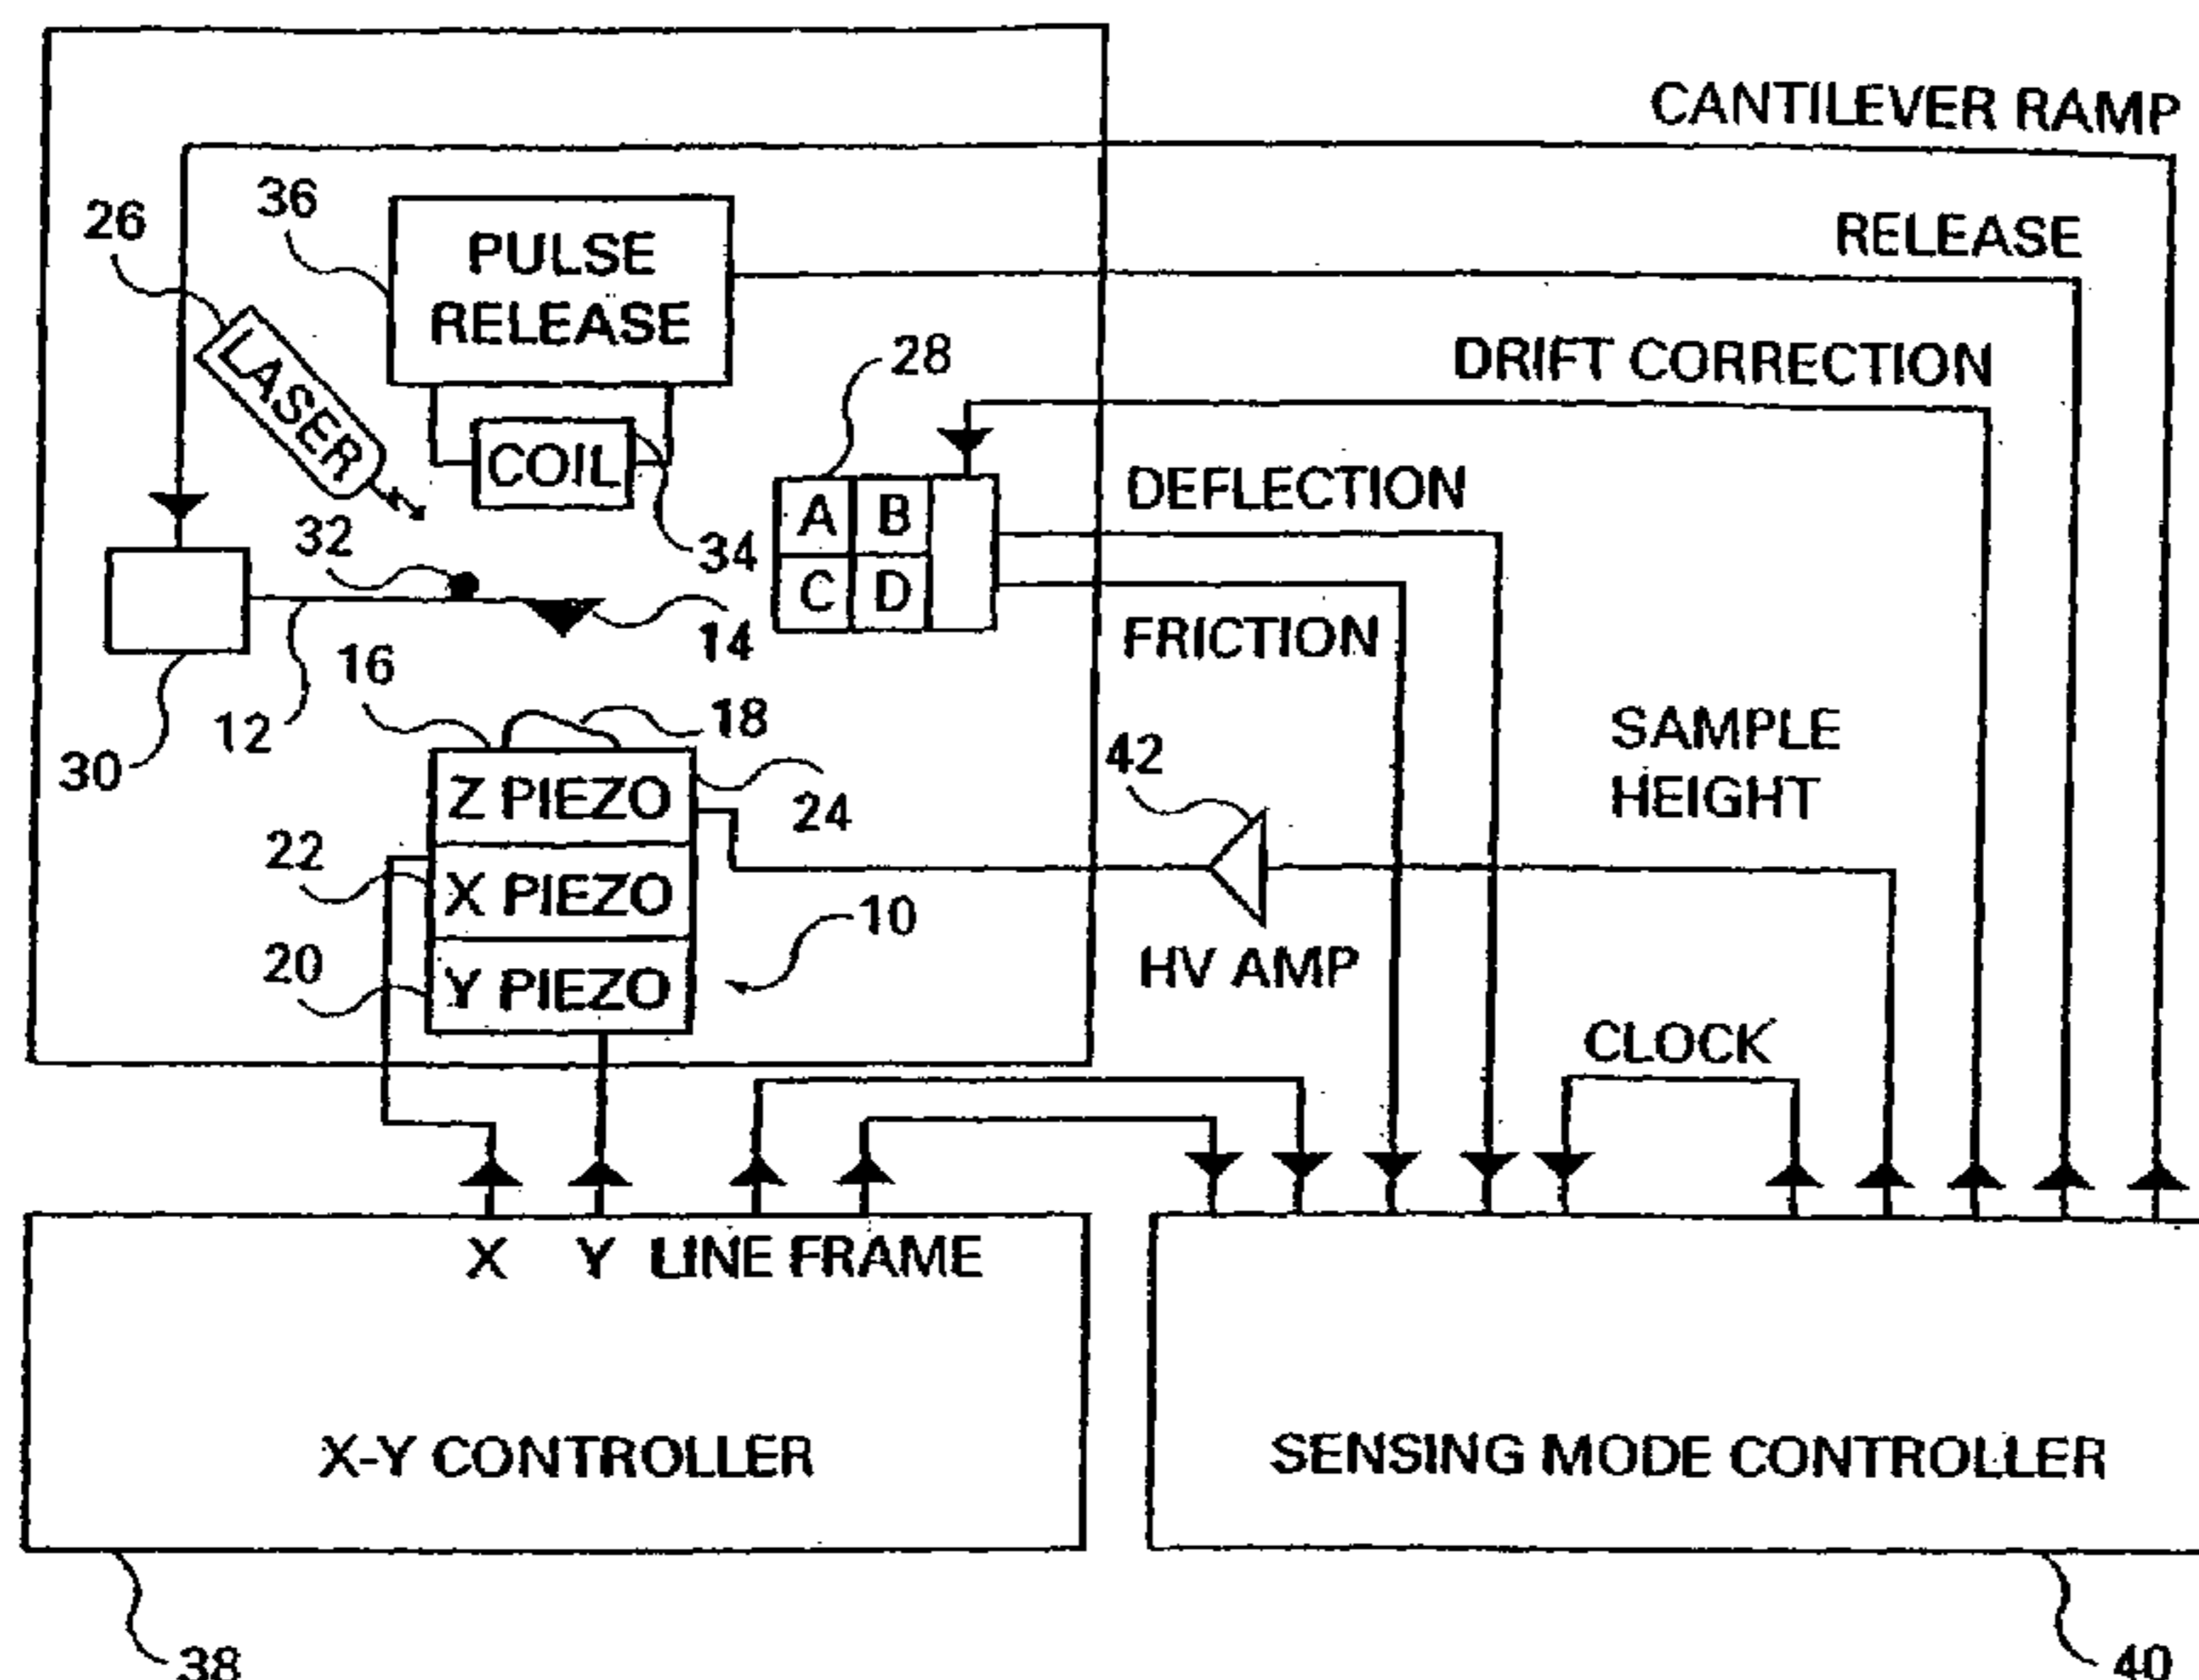 CANTILEVER RAMP
36
26
PULSE
RELEASE
RELEASE
LASER
28
DRIFT CORRECTION
COIL
A B
C D
DEFLECTION
32
34
14
FRICTION
16
12
18
30
42
SAMPLE
HEIGHT
Z PIEZO
24
22
X PIEZO
10
20
Y PIEZO
HV AMP
CLOCK
X Y LINE FRAME
X-Y CONTROLLER
SENSING MODE CONTROLLER
38
40